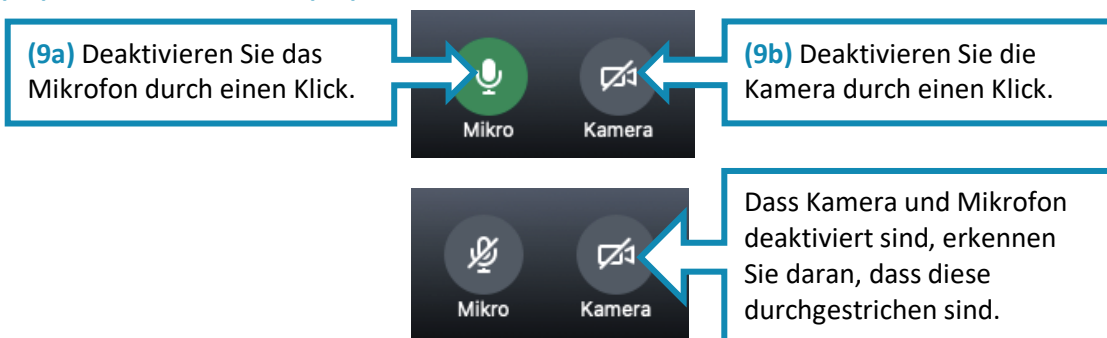 (9a) Deaktivieren Sie das
Mikrofon durch einen Klick.
Mikro
Kamera
(9b) Deaktivieren Sie die
Kamera durch einen Klick.
Mikro
Kamera
Dass Kamera und Mikrofon
deaktiviert sind, erkennen
Sie daran, dass diese
durchgestrichen sind.